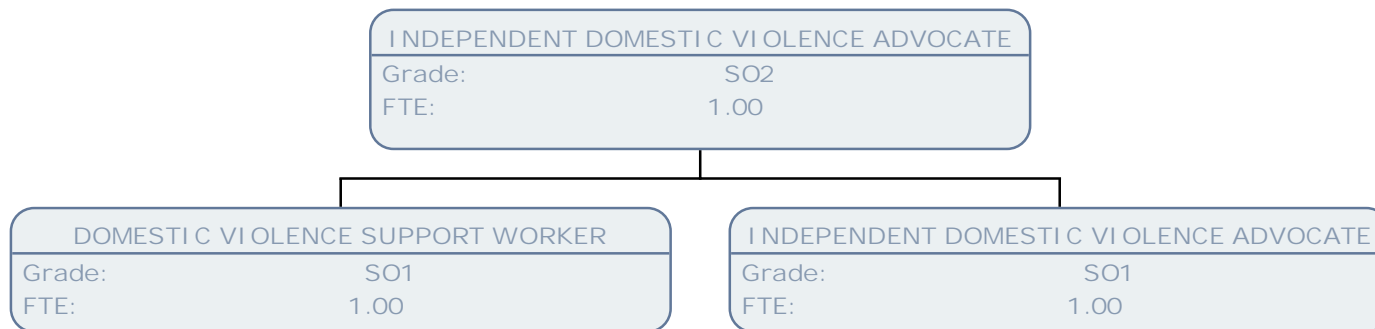 INDEPENDENT DOMESTIC VIOLENCE ADVOCATE
Grade: SO2
FTE: 1.00
DOMESTIC VIOLENCE SUPPORT WORKER
Grade: SO1
FTE: 1.00
INDEPENDENT DOMESTIC VIOLENCE ADVOCATE
Grade: SO1
FTE: 1.00